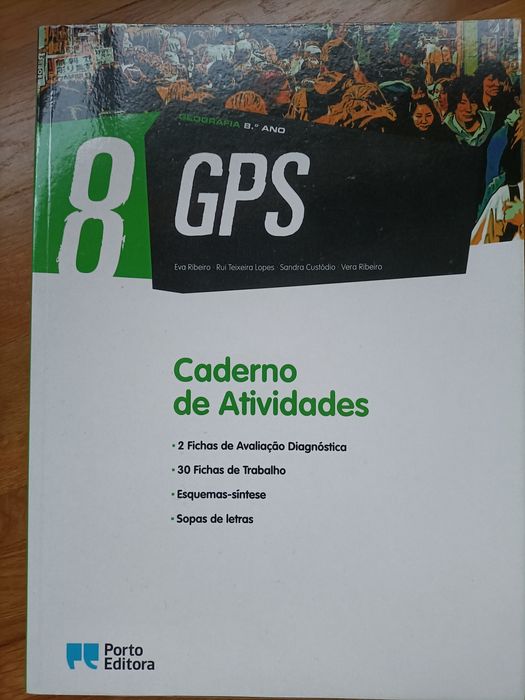 GEOGRAFIA 8.º ANO
8
GPS
Eva Ribeiro · Rui Teixeira Lopes · Sandra Custódio · Vera Ribeiro
Caderno
de Atividades
· 2 Fichas de Avaliação Diagnóstica
· 30 Fichas de Trabalho
· Esquemas-síntese
· Sopas de letras
Porto
Editora